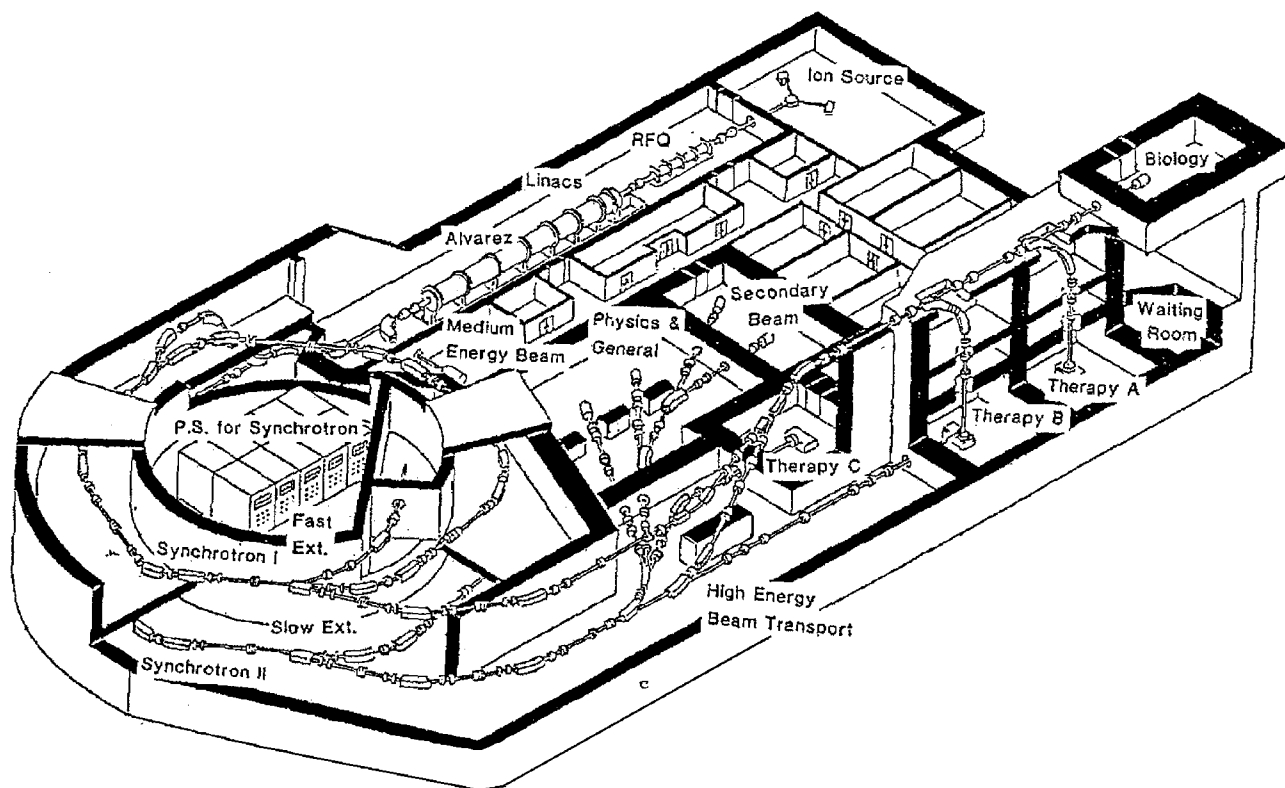 Ion Source
RFQ
Biology
Linacs
Alvarez
Secondary
Beam
Medium
Energy Beam
Physics &
General
Waiting
Room
Therapy A
Therapy B
P.S. for Synchrotron
Therapy C
Fast
Ext.
Synchrotron I
High Energy
Beam Transport
Slow Ext.
Synchrotron II
c